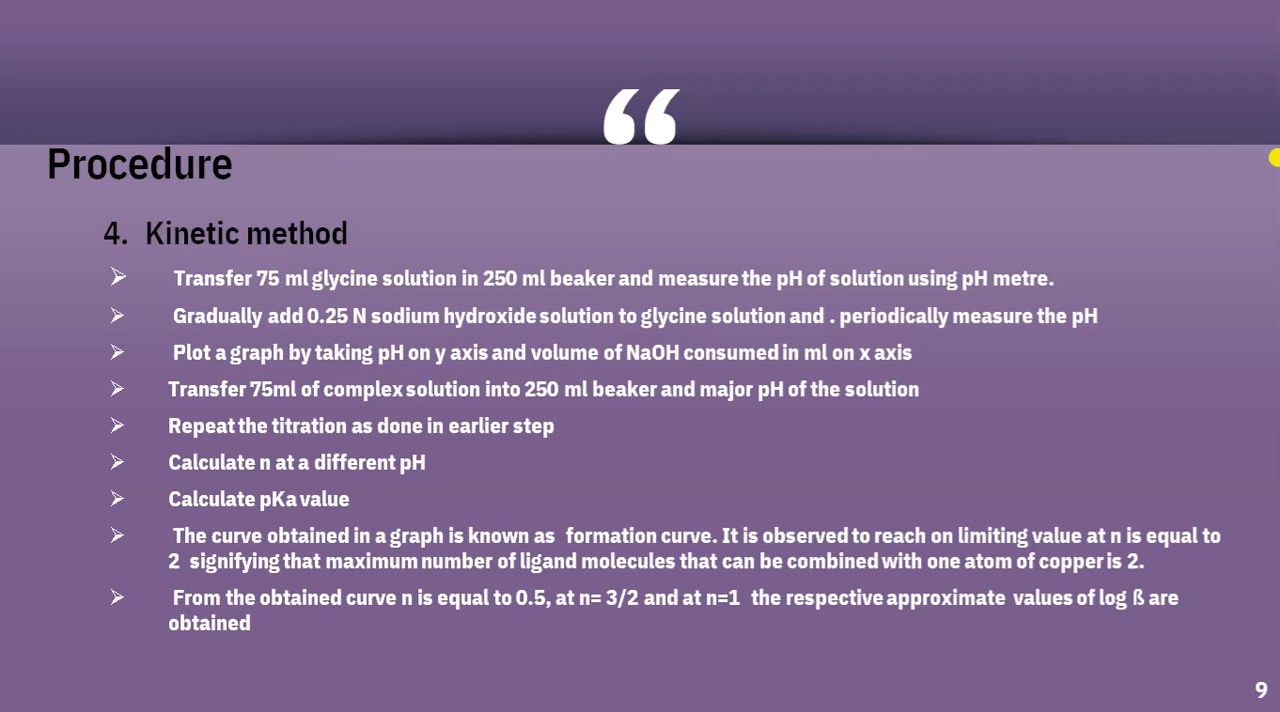 “
Procedure
4. Kinetic method
➢ Transfer 75 ml glycine solution in 250 ml beaker and measure the pH of solution using pH metre.
➢ Gradually add 0.25 N sodium hydroxide solution to glycine solution and . periodically measure the pH
➢ Plot a graph by taking pH on y axis and volume of NaOH consumed in ml on x axis
➢ Transfer 75ml of complex solution into 250 ml beaker and major pH of the solution
➢ Repeat the titration as done in earlier step
➢ Calculate n at a different pH
➢ Calculate pKa value
➢ The curve obtained in a graph is known as formation curve. It is observed to reach on limiting value at n is equal to
2 signifying that maximum number of ligand molecules that can be combined with one atom of copper is 2.
➢ From the obtained curve n is equal to 0.5, at n= 3/2 and at n=1 the respective approximate values of log ß are
obtained
9